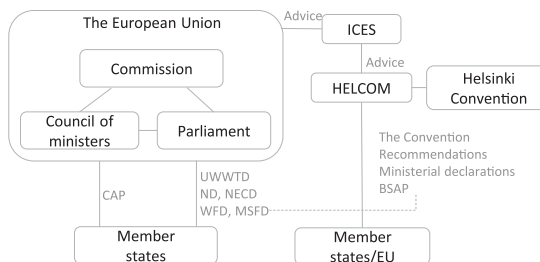 The European Union
Advice
ICES
Commission
Advice
HELCOM
Helsinki
Convention
Council of
ministers
Parliament
The Convention
Recommendations
Ministerial declarations
BSAP
CAP
UWWTD
ND, NECD
WFD, MSFD
Member
states
Member
states/EU